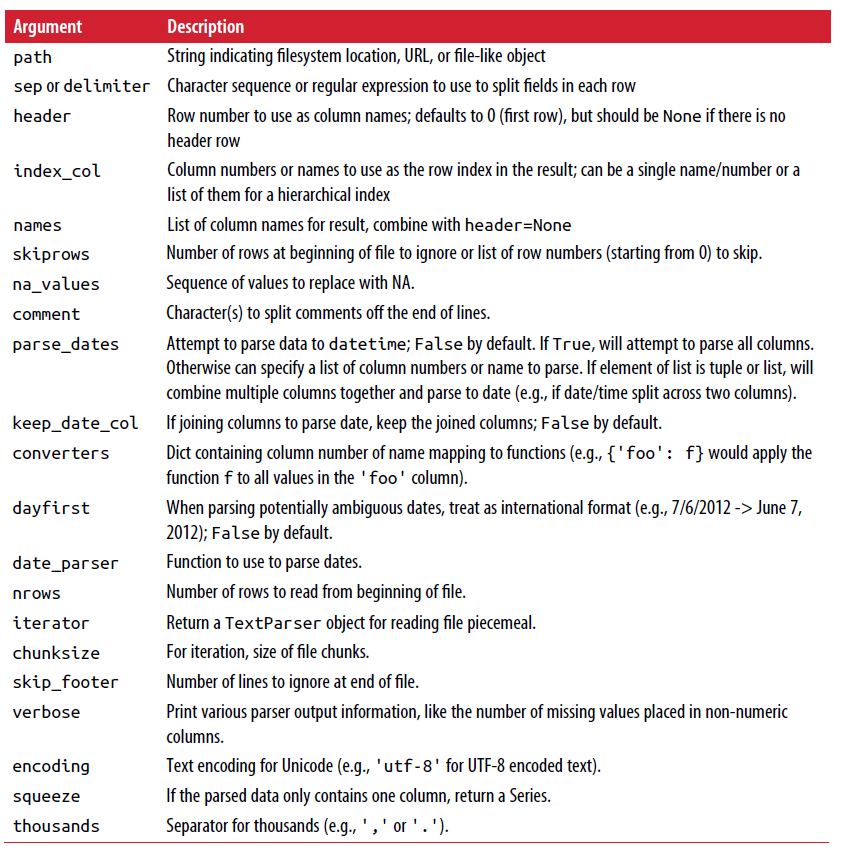 Argument Description
path String indicating filesystem location, URL, or file-like object
sep or delimiter Character sequence or regular expression to use to split fields in each row
header Row number to use as column names; defaults to 0 (first row), but should be None if there is no
header row
index_col Column numbers or names to use as the row index in the result; can be a single name/number or a
list of them for a hierarchical index
names List of column names for result, combine with header=None
skiprows Number of rows at beginning of file to ignore or list of row numbers (starting from 0) to skip.
na_values Sequence of values to replace with NA.
comment Character(s) to split comments off the end of lines.
parse_dates Attempt to parse data to datetime; False by default. If True, will attempt to parse all columns.
Otherwise can specify a list of column numbers or name to parse. If element of list is tuple or list, will
combine multiple columns together and parse to date (e.g., if date/time split across two columns).
keep_date_col If joining columns to parse date, keep the joined columns; False by default.
converters Dict containing column number of name mapping to functions (e.g., {'foo': f} would apply the
function f to all values in the 'foo' column).
dayfirst When parsing potentially ambiguous dates, treat as international format (e.g., 7/6/2012 -> June 7,
2012); False by default.
date_parser Function to use to parse dates.
nrows Number of rows to read from beginning of file.
iterator Return a TextParser object for reading file piecemeal.
chunksize For iteration, size of file chunks.
skip_footer Number of lines to ignore at end of file.
verbose Print various parser output information, like the number of missing values placed in non-numeric
columns.
encoding Text encoding for Unicode (e.g., 'utf-8' for UTF-8 encoded text).
squeeze If the parsed data only contains one column, return a Series.
thousands Separator for thousands (e.g., ',' or '.').